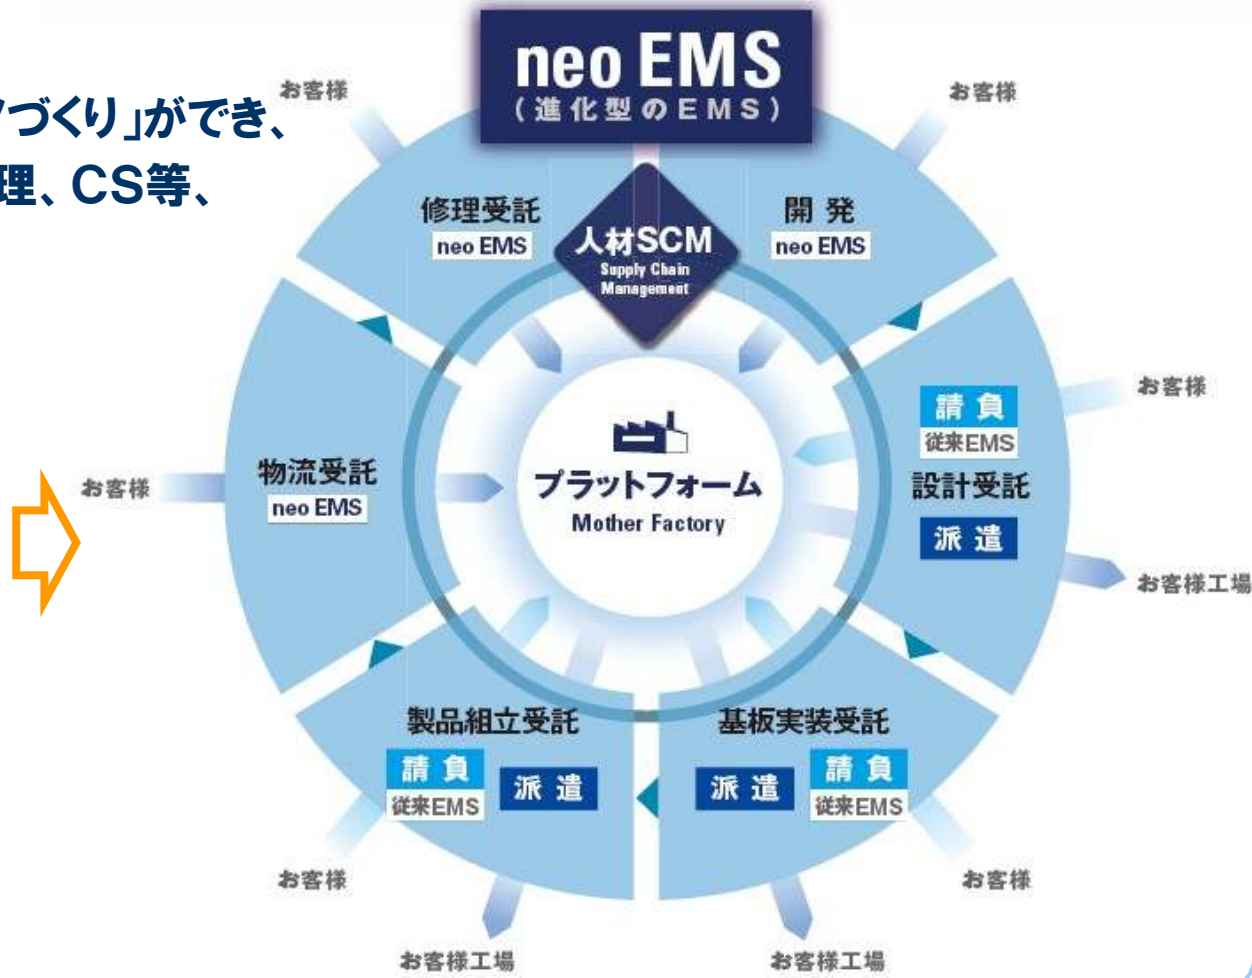 neo EMS
(進化型のEMS)
づくり」ができ、
理、CS等、
お客様
お客様
修理受託
neo EMS
人材SCM
Supply Chain
Management
開 発
neo EMS
お客様
請 負
従来EMS
設計受託
派 遣
お客様工場
お客様
物流受託
neo EMS
プラットフォーム
Mother Factory
製品組立受託
請 負
従来EMS
派 遣
基板実装受託
派 遣
請 負
従来EMS
お客様
お客様
お客様工場
お客様工場